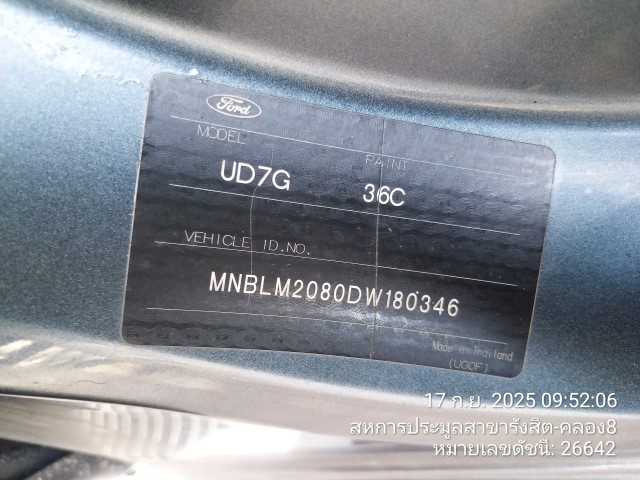 Ford
MODEL PAINT
UD7G 36C
VEHICLE ID.NO.
MNBLM2080DW180346
Made in Thailand
(UG0F)
17 ก.ย. 2025 09:52:06
สหการประมูลสาขารังสิต-คลอง8
หมายเลขดัชนี: 26642